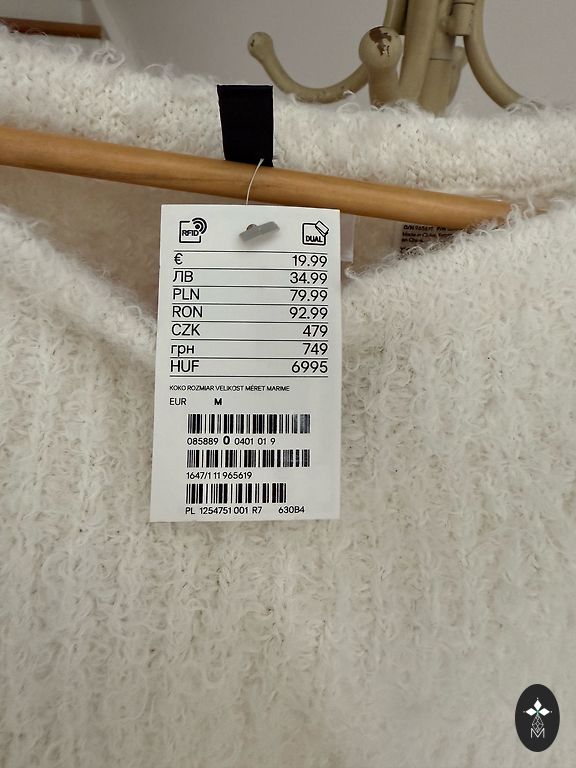 RFID
DUAL
€ 19.99
ЛВ 34.99
PLN 79.99
RON 92.99
CZK 479
грн 749
HUF 6995
KOKO ROZMIAR VELIKOST MÉRET MARIME
EUR M
085889 0 0401 01 9
1647/1 11 965619
PL 1254751 001 R7 630B4
M